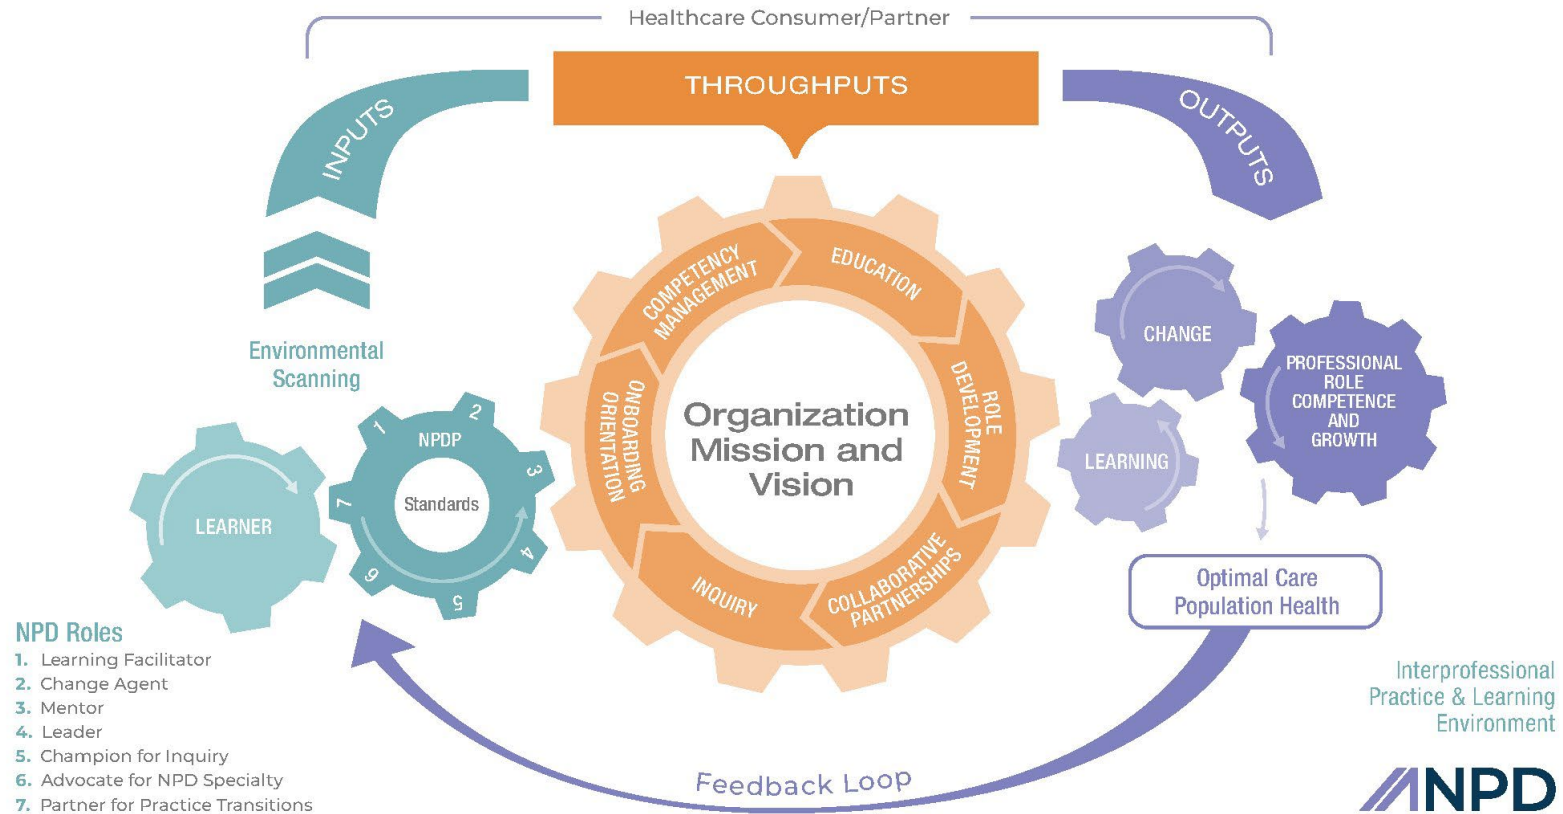 Healthcare Consumer/Partner
INPUTS
THROUGHPUTS
OUTPUTS
Environmental
Scanning
LEARNER
NPDP
Standards
1
2
3
4
5
6
7
COMPETENCY
MANAGEMENT
EDUCATION
ROLE
DEVELOPMENT
COLLABORATIVE
PARTNERSHIPS
INQUIRY
ONBOARDING
ORIENTATION
Organization
Mission and
Vision
CHANGE
LEARNING
PROFESSIONAL
ROLE
COMPETENCE
AND
GROWTH
Optimal Care
Population Health
NPD Roles
1. Learning Facilitator
2. Change Agent
3. Mentor
4. Leader
5. Champion for Inquiry
6. Advocate for NPD Specialty
7. Partner for Practice Transitions
Feedback Loop
Interprofessional
Practice & Learning
Environment
ANPD